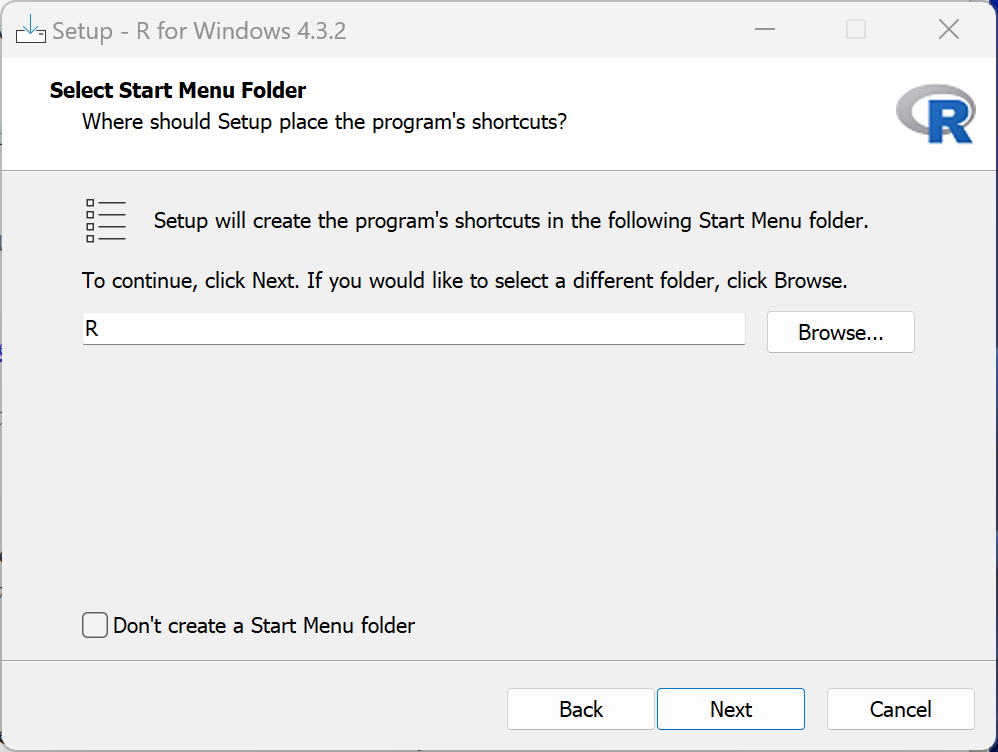 Setup - R for Windows 4.3.2
Select Start Menu Folder
Where should Setup place the program's shortcuts?
R
Setup will create the program's shortcuts in the following Start Menu folder.
To continue, click Next. If you would like to select a different folder, click Browse.
R
Browse...
Don't create a Start Menu folder
Back
Next
Cancel